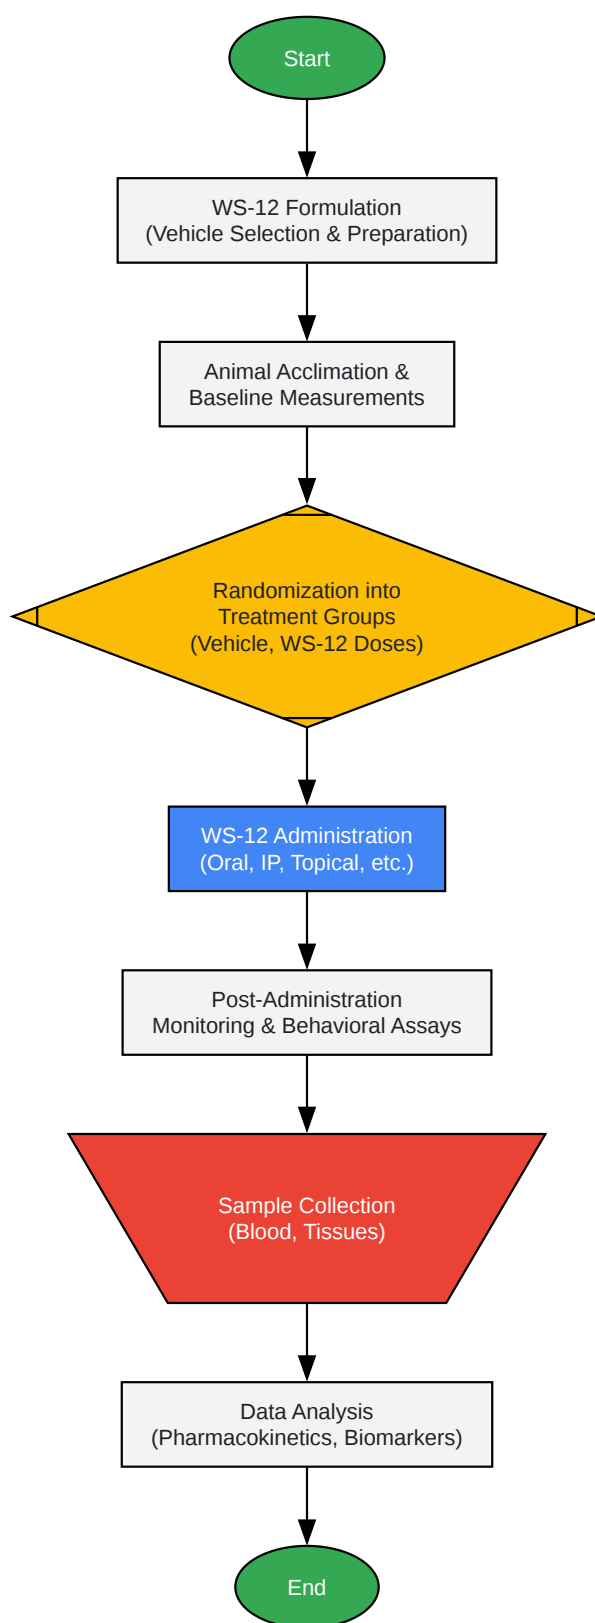 Start
WS-12 Formulation
(Vehicle Selection & Preparation)
Animal Acclimation &
Baseline Measurements
Randomization into
Treatment Groups
(Vehicle, WS-12 Doses)
WS-12 Administration
(Oral, IP, Topical, etc.)
Post-Administration
Monitoring & Behavioral Assays
Sample Collection
(Blood, Tissues)
Data Analysis
(Pharmacokinetics, Biomarkers)
End